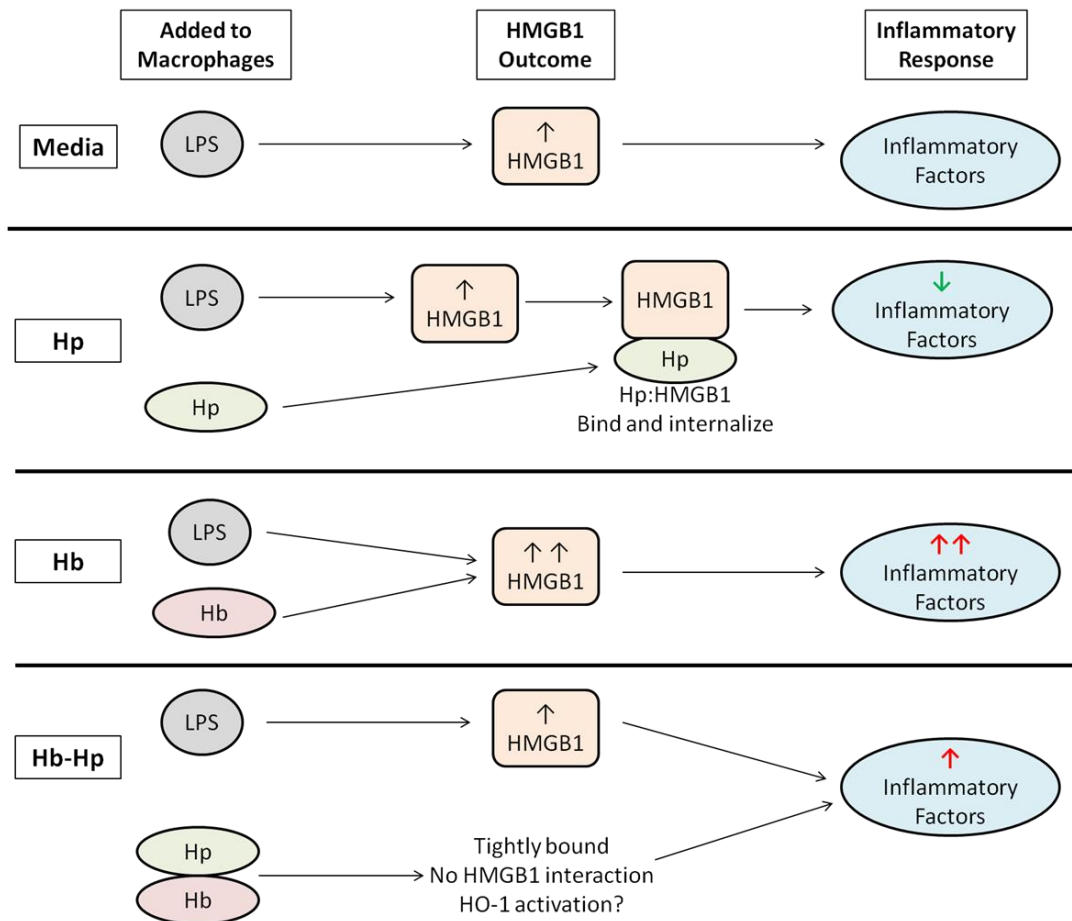 Added to
Macrophages
HMGB1
Outcome
Inflammatory
Response
Media
LPS
↑
HMGB1
Inflammatory
Factors
Hp
LPS
↑
HMGB1
HMGB1
Hp
Hp
Hp:HMGB1
Bind and internalize
↓
Inflammatory
Factors
Hb
LPS
Hb
↑ ↑
HMGB1
↑↑
Inflammatory
Factors
Hb-Hp
LPS
↑
HMGB1
Hp
Hb
Tightly bound
No HMGB1 interaction
HO-1 activation?
↑
Inflammatory
Factors